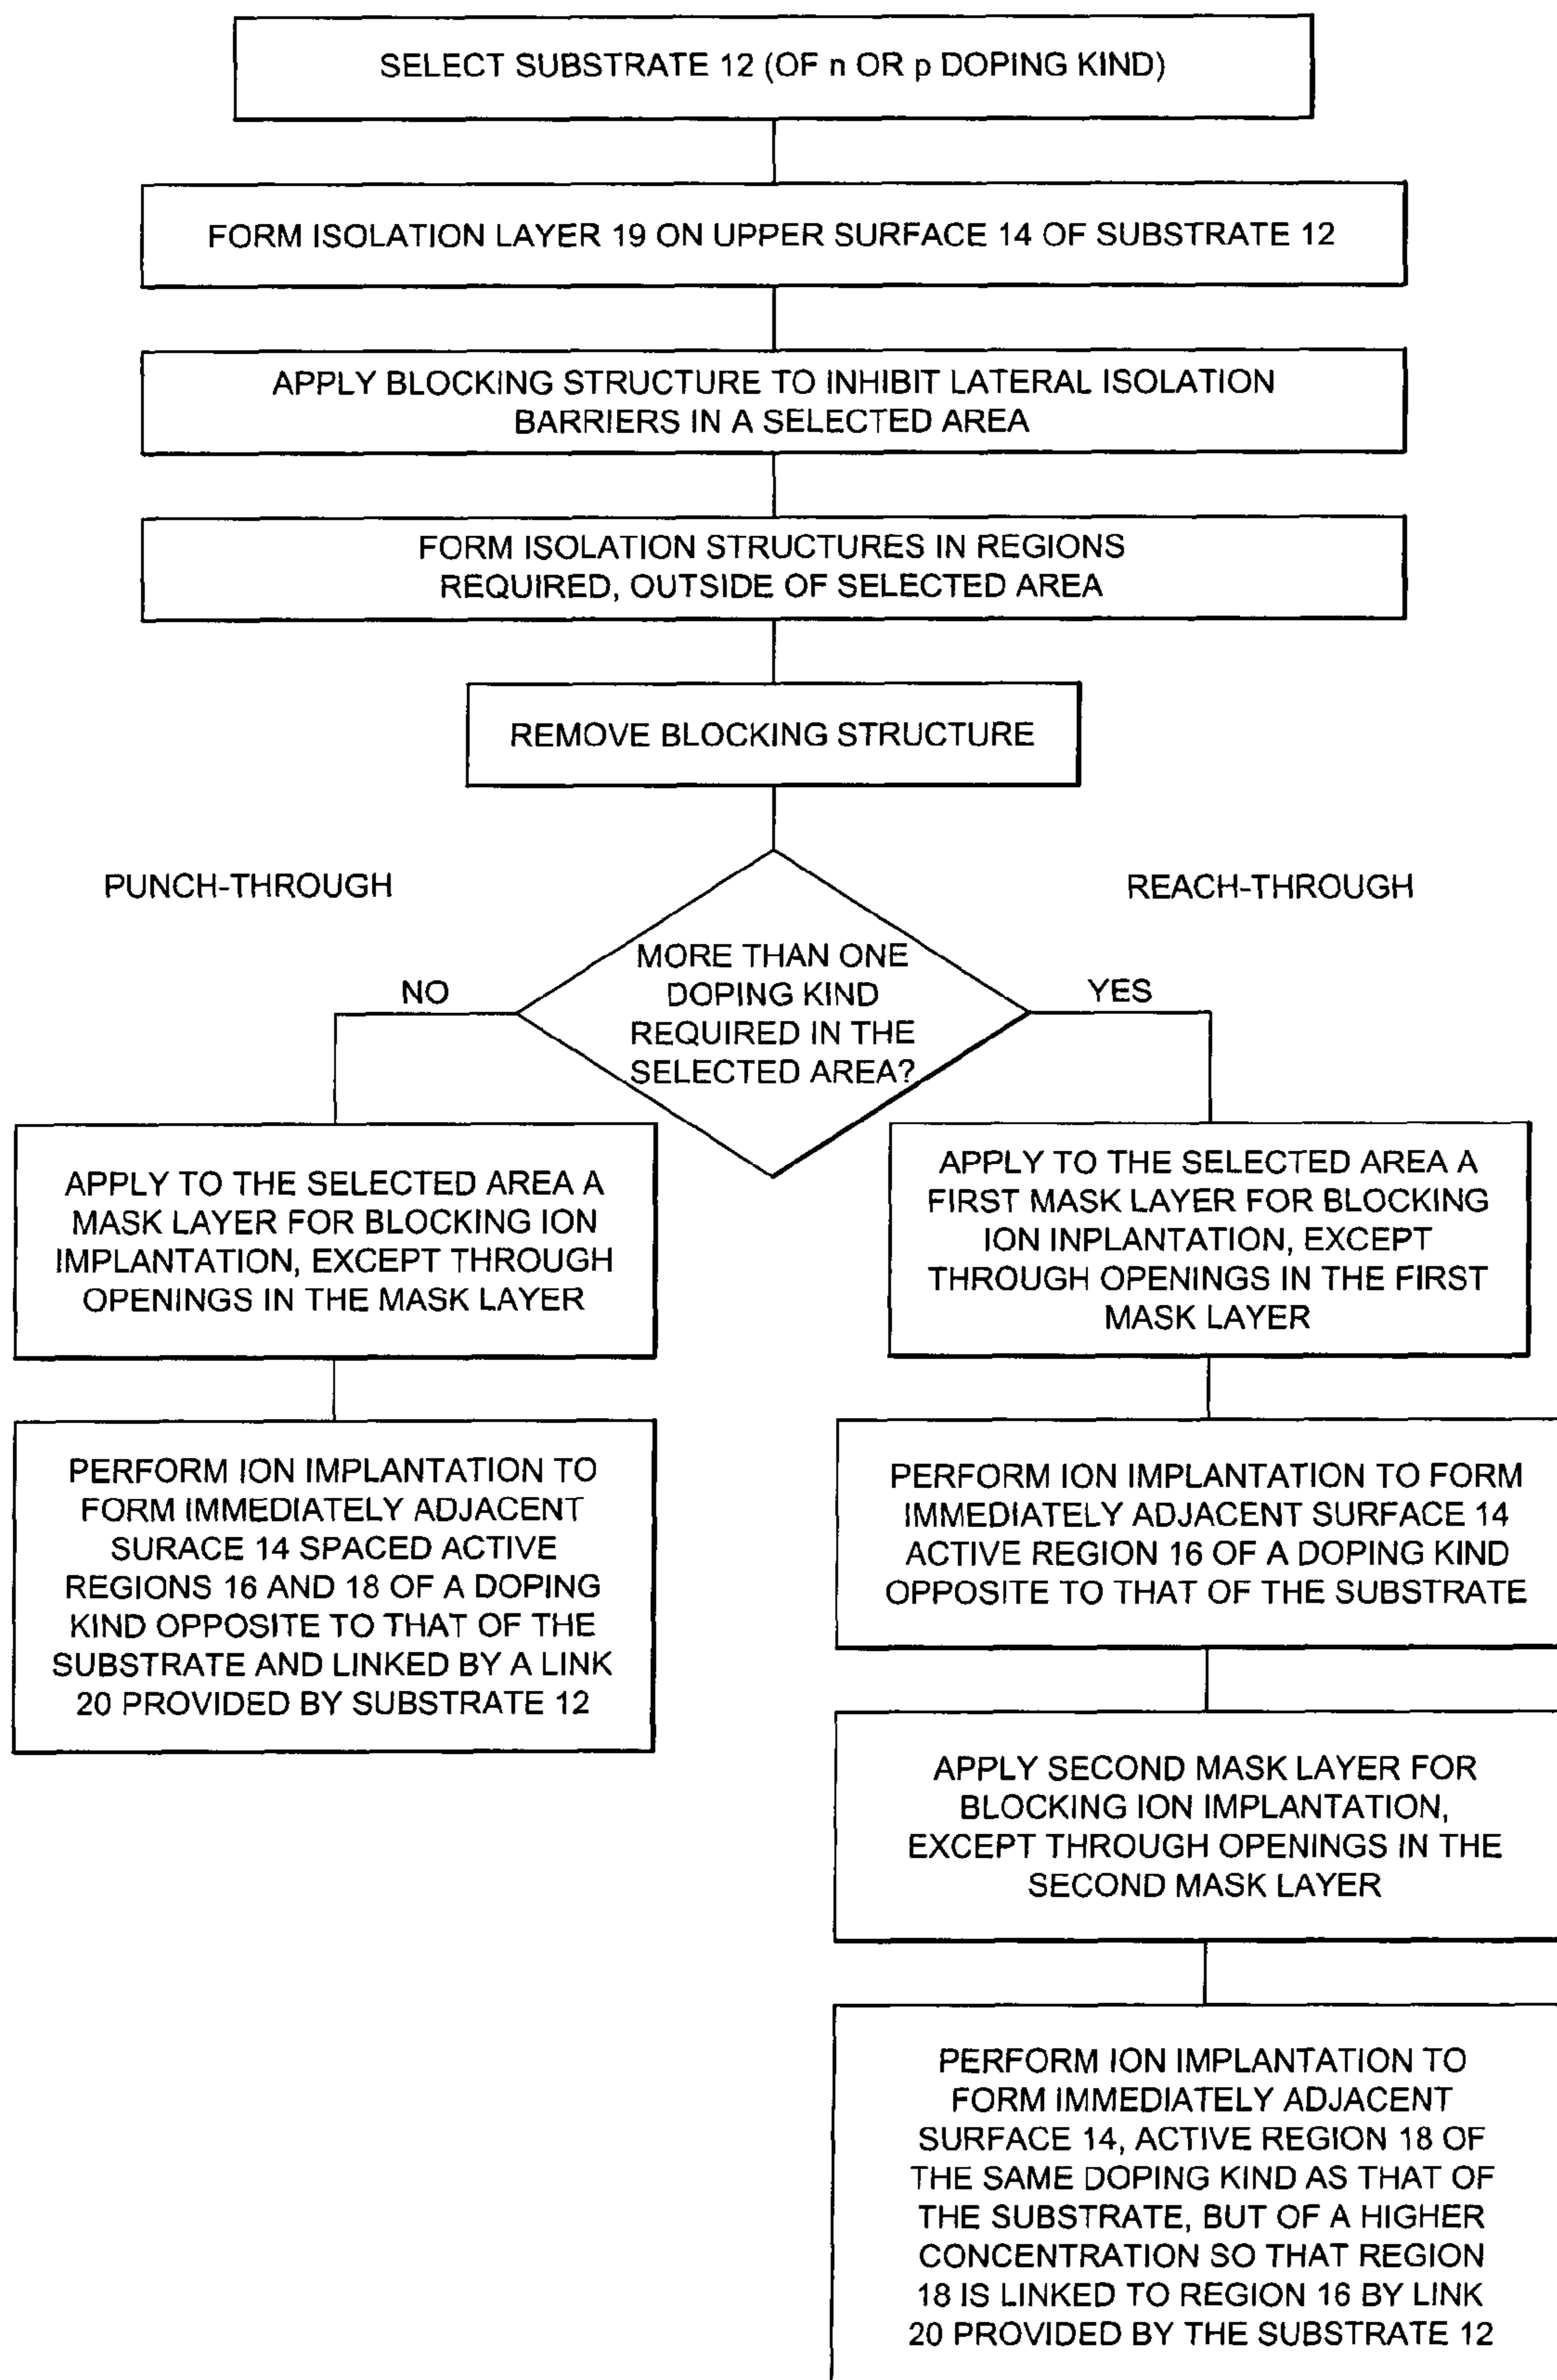 SELECT SUBSTRATE 12 (OF n OR p DOPING KIND)
FORM ISOLATION LAYER 19 ON UPPER SURFACE 14 OF SUBSTRATE 12
APPLY BLOCKING STRUCTURE TO INHIBIT LATERAL ISOLATION
BARRIERS IN A SELECTED AREA
FORM ISOLATION STRUCTURES IN REGIONS
REQUIRED, OUTSIDE OF SELECTED AREA
REMOVE BLOCKING STRUCTURE
PUNCH-THROUGH
REACH-THROUGH
MORE THAN ONE
DOPING KIND
REQUIRED IN THE
SELECTED AREA?
NO
YES
APPLY TO THE SELECTED AREA A
MASK LAYER FOR BLOCKING ION
IMPLANTATION, EXCEPT THROUGH
OPENINGS IN THE MASK LAYER
PERFORM ION IMPLANTATION TO
FORM IMMEDIATELY ADJACENT
SURACE 14 SPACED ACTIVE
REGIONS 16 AND 18 OF A DOPING
KIND OPPOSITE TO THAT OF THE
SUBSTRATE AND LINKED BY A LINK
20 PROVIDED BY SUBSTRATE 12
APPLY TO THE SELECTED AREA A
FIRST MASK LAYER FOR BLOCKING
ION INPLANTATION, EXCEPT
THROUGH OPENINGS IN THE FIRST
MASK LAYER
PERFORM ION IMPLANTATION TO FORM
IMMEDIATELY ADJACENT SURFACE 14
ACTIVE REGION 16 OF A DOPING KIND
OPPOSITE TO THAT OF THE SUBSTRATE
APPLY SECOND MASK LAYER FOR
BLOCKING ION IMPLANTATION,
EXCEPT THROUGH OPENINGS IN THE
SECOND MASK LAYER
PERFORM ION IMPLANTATION TO
FORM IMMEDIATELY ADJACENT
SURFACE 14, ACTIVE REGION 18 OF
THE SAME DOPING KIND AS THAT OF
THE SUBSTRATE, BUT OF A HIGHER
CONCENTRATION SO THAT REGION
18 IS LINKED TO REGION 16 BY LINK
20 PROVIDED BY THE SUBSTRATE 12